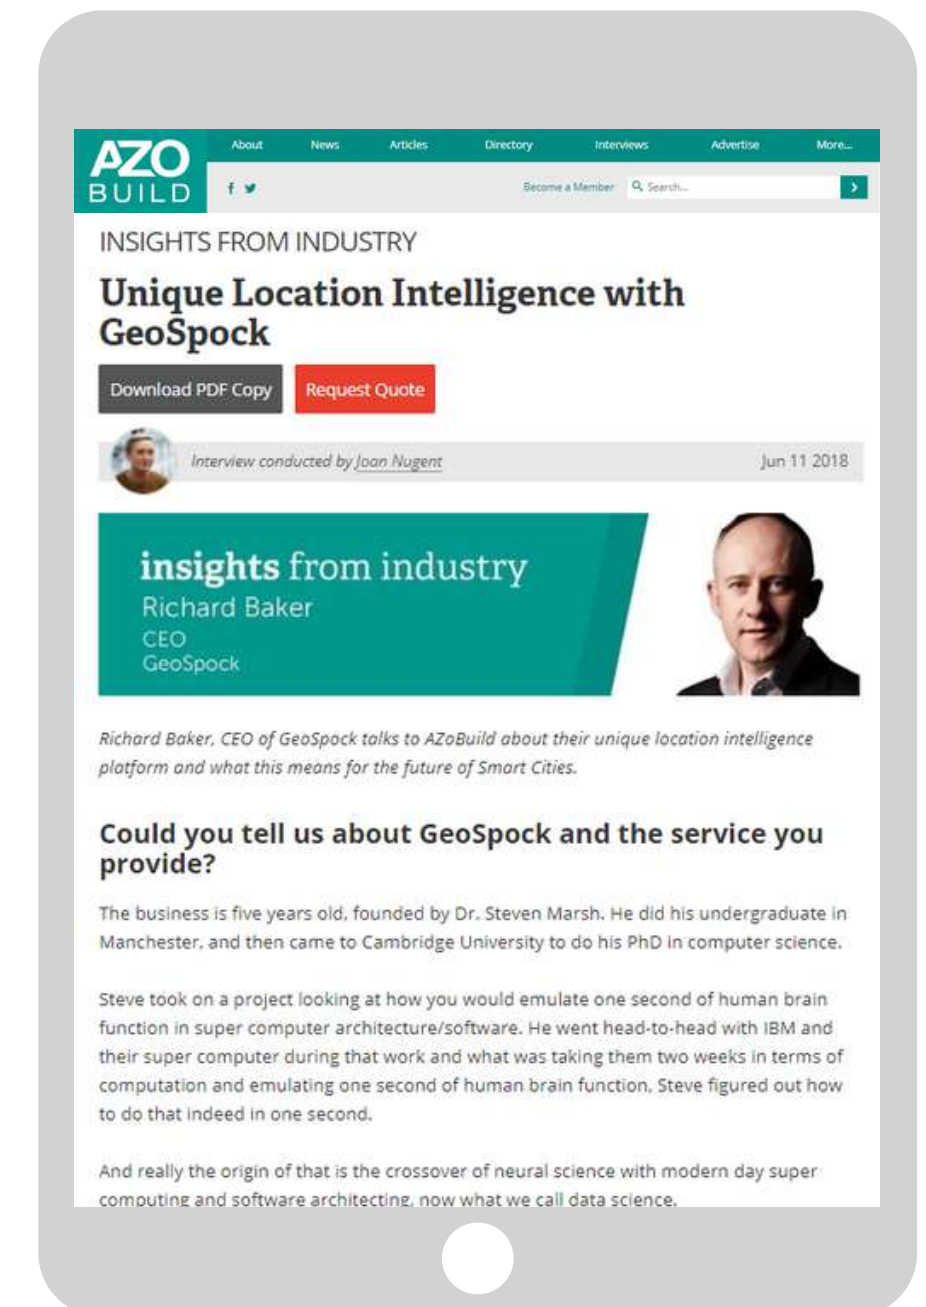 AZO
BUILD
About News Articles Directory Interviews Advertise More...
Become a Member Search...
INSIGHTS FROM INDUSTRY
Unique Location Intelligence with
GeoSpock
Download PDF Copy Request Quote
Interview conducted by Joan Nugent Jun 11 2018
insights from industry
Richard Baker
CEO
GeoSpock
Richard Baker, CEO of GeoSpock talks to AZoBuild about their unique location intelligence
platform and what this means for the future of Smart Cities.
Could you tell us about GeoSpock and the service you
provide?
The business is five years old, founded by Dr. Steven Marsh. He did his undergraduate in
Manchester, and then came to Cambridge University to do his PhD in computer science.
Steve took on a project looking at how you would emulate one second of human brain
function in super computer architecture/software. He went head-to-head with IBM and
their super computer during that work and what was taking them two weeks in terms of
computation and emulating one second of human brain function, Steve figured out how
to do that indeed in one second.
And really the origin of that is the crossover of neural science with modern day super
computing and software architecting, now what we call data science.